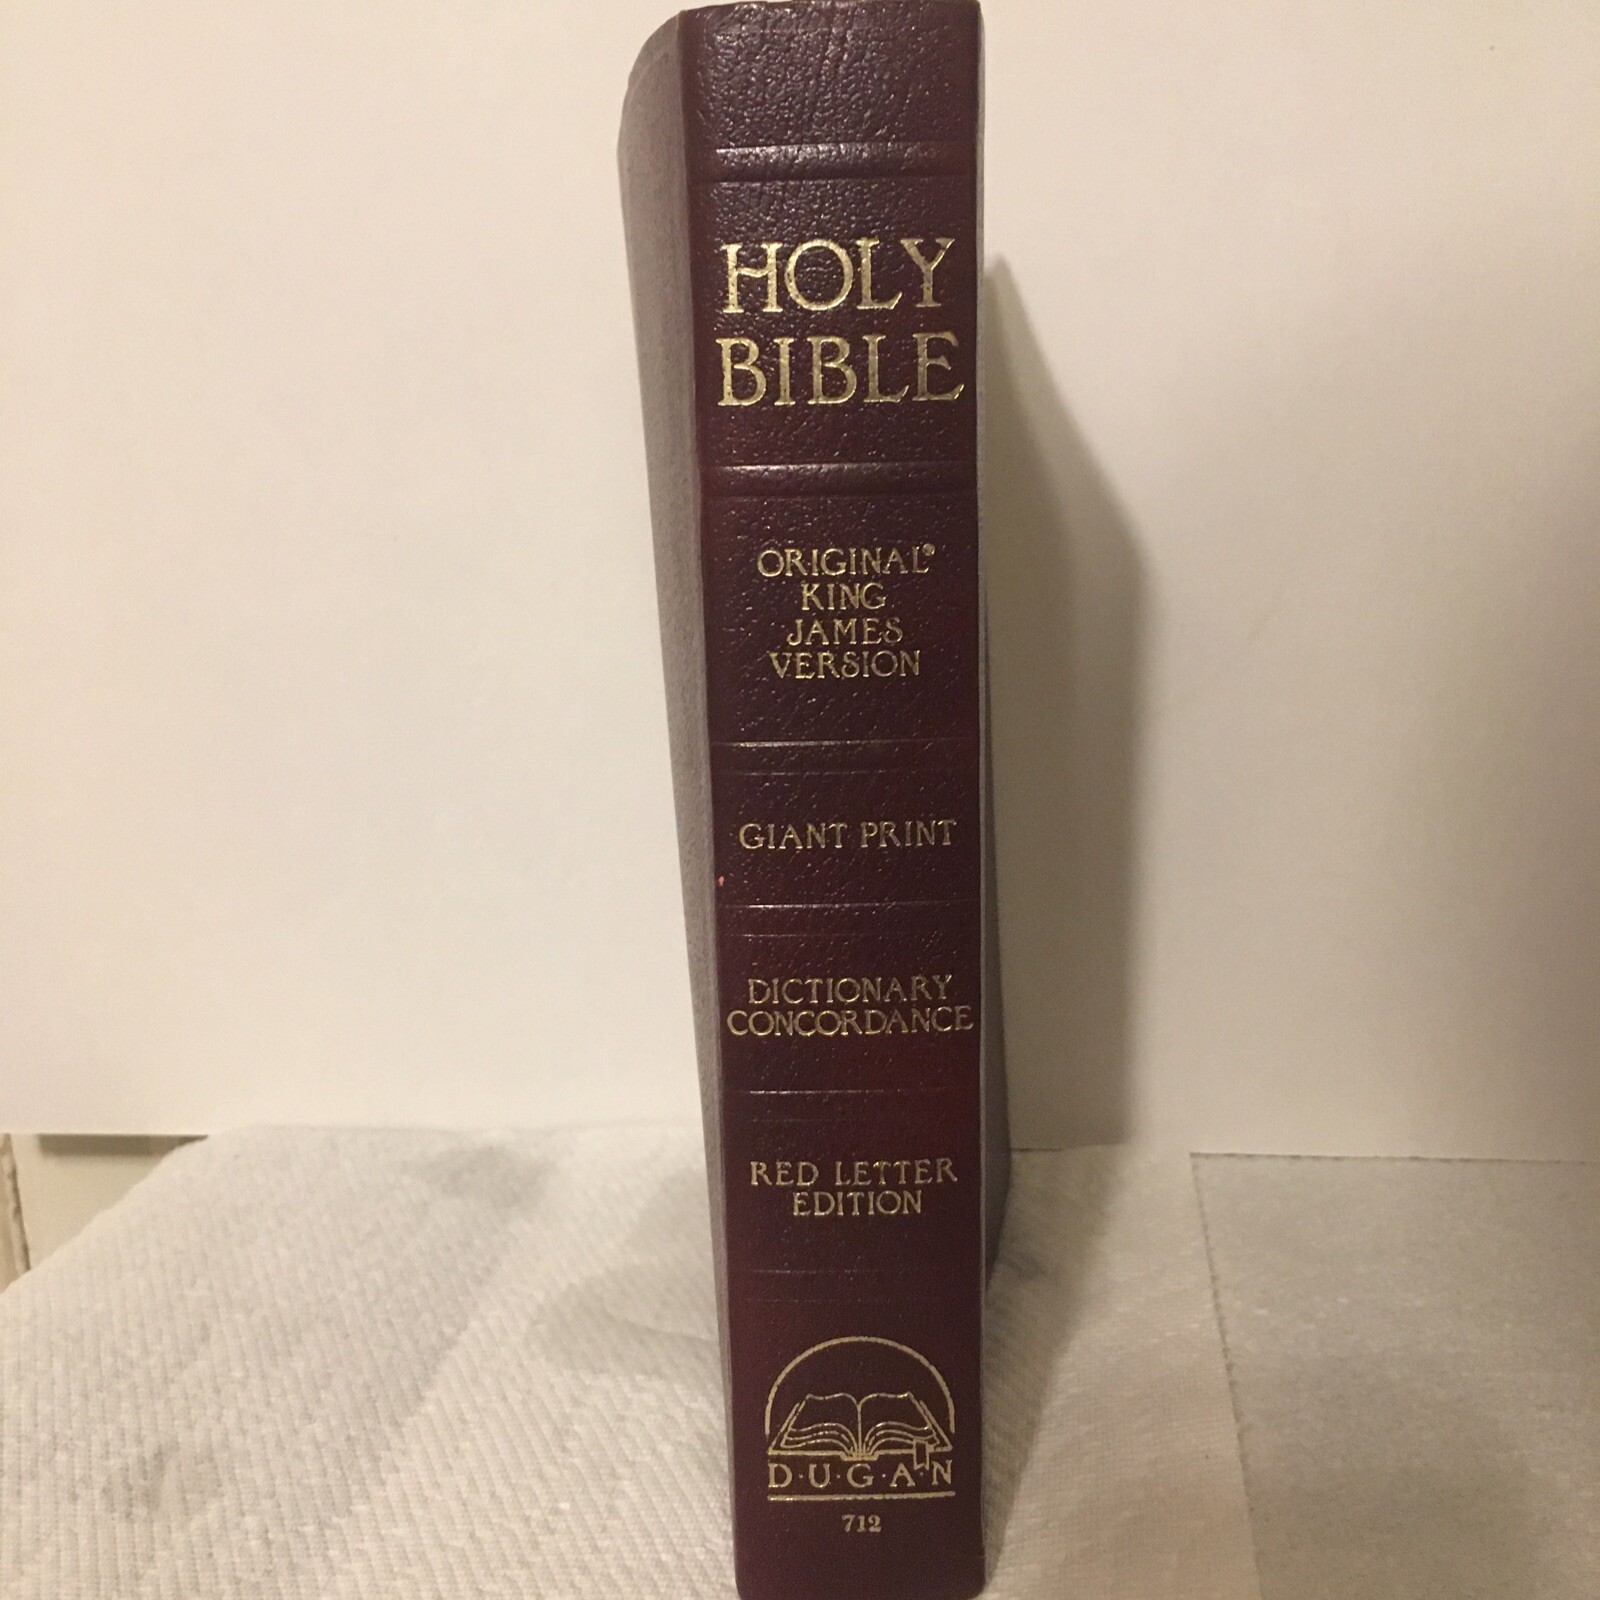 HOLY
BIBLE
ORIGINAL®
KING
JAMES
VERSION
GIANT PRINT
DICTIONARY
CONCORDANCE
RED LETTER
EDITION
D·U·G·A·N
712